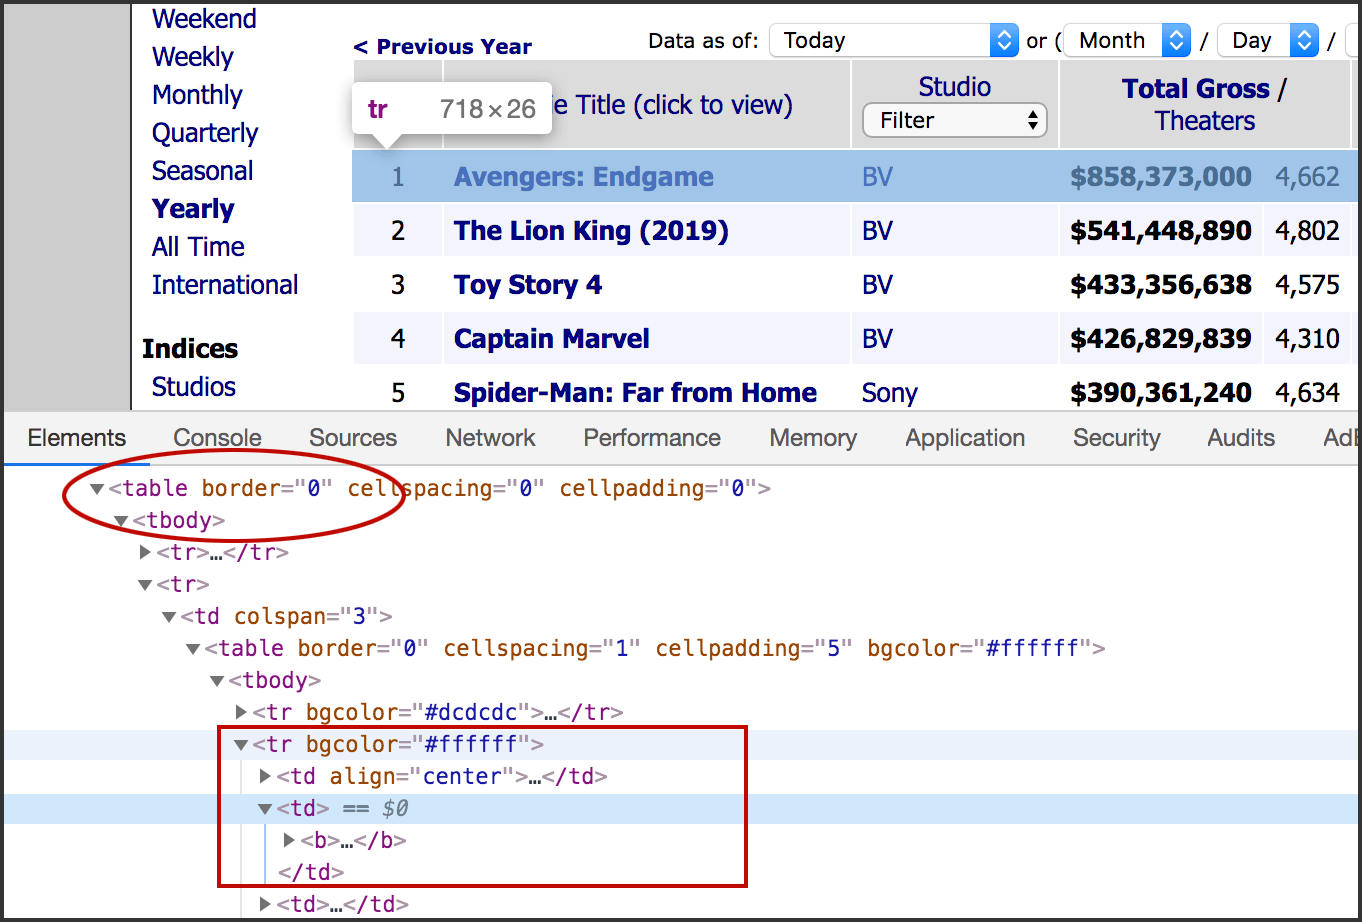 Weekend
Weekly
Monthly
Quarterly
Seasonal
Yearly
All Time
International
Indices
Studios
< Previous Year
Data as of: Today or ( Month / Day /
tr 718×26
e Title (click to view)
Studio
Filter
Total Gross /
Theaters
1 Avengers: Endgame BV $858,373,000 4,662
2 The Lion King (2019) BV $541,448,890 4,802
3 Toy Story 4 BV $433,356,638 4,575
4 Captain Marvel BV $426,829,839 4,310
5 Spider-Man: Far from Home Sony $390,361,240 4,634
Elements Console Sources Network Performance Memory Application Security Audits AdB
▼<table border="0" cellspacing="0" cellpadding="0">
▼<tbody>
▶<tr>…</tr>
▼<tr>
▼<td colspan="3">
▼<table border="0" cellspacing="1" cellpadding="5" bgcolor="#ffffff">
▼<tbody>
▶<tr bgcolor="#dcdcdc">…</tr>
▼<tr bgcolor="#ffffff">
▶<td align="center">…</td>
▼<td> == $0
▶<b>…</b>
</td>
▶<td>…</td>